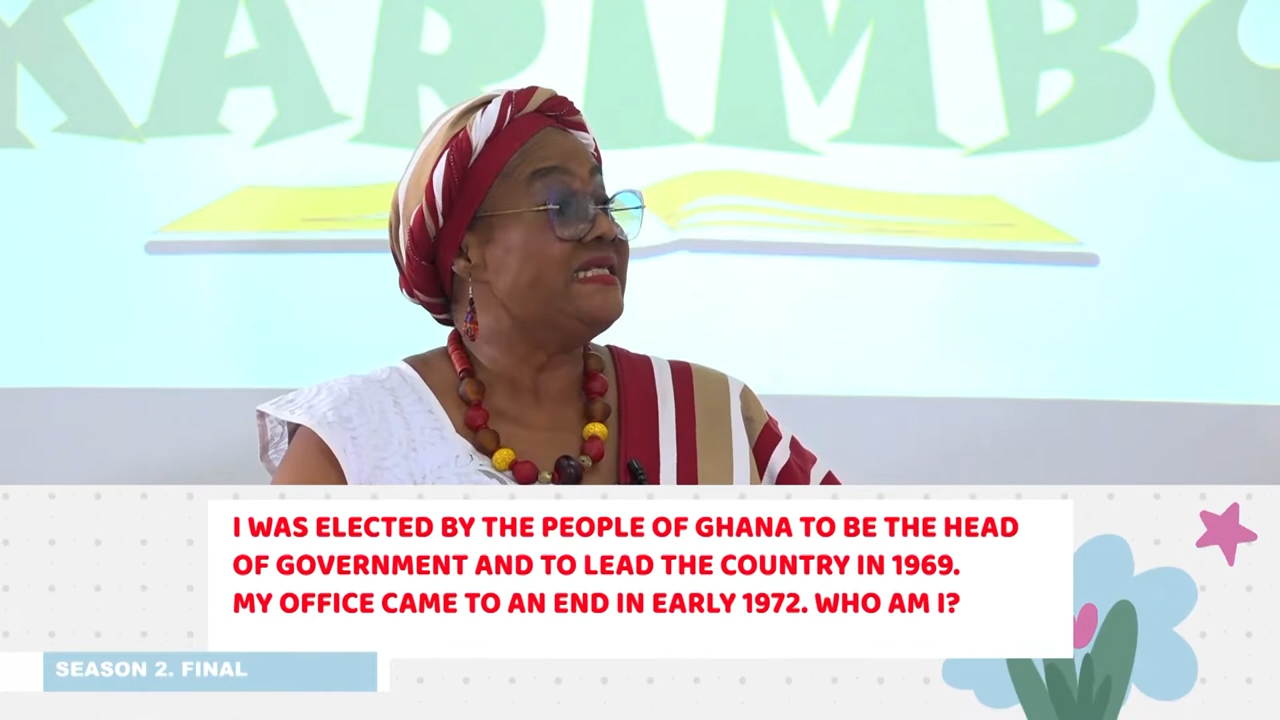 KARIMBO
I WAS ELECTED BY THE PEOPLE OF GHANA TO BE THE HEAD
OF GOVERNMENT AND TO LEAD THE COUNTRY IN 1969.
MY OFFICE CAME TO AN END IN EARLY 1972. WHO AM I?
SEASON 2. FINAL